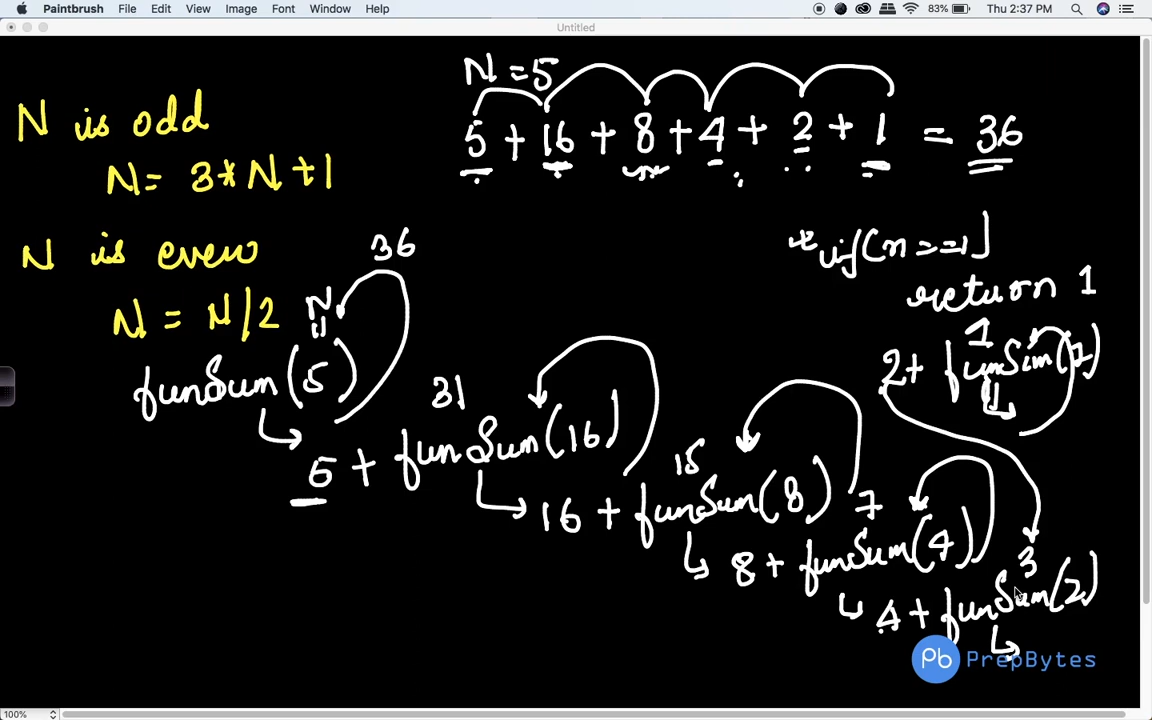 Paintbrush File Edit View Image Font Window Help 83% Thu 2:37 PM
Untitled
N = 5
5 + 16 + 8 + 4 + 2 + 1 = 36
N is odd
N = 3 * N + 1
N is even
N = N/2
if(n==1)
return 1
N
36
funSum(5)
31
5 + funSum(16)
15
16 + funSum(8)
7
8 + funSum(4)
3
4 + funSum(2)
1
2 + funSum(1)
PrepBytes
Pb
100%